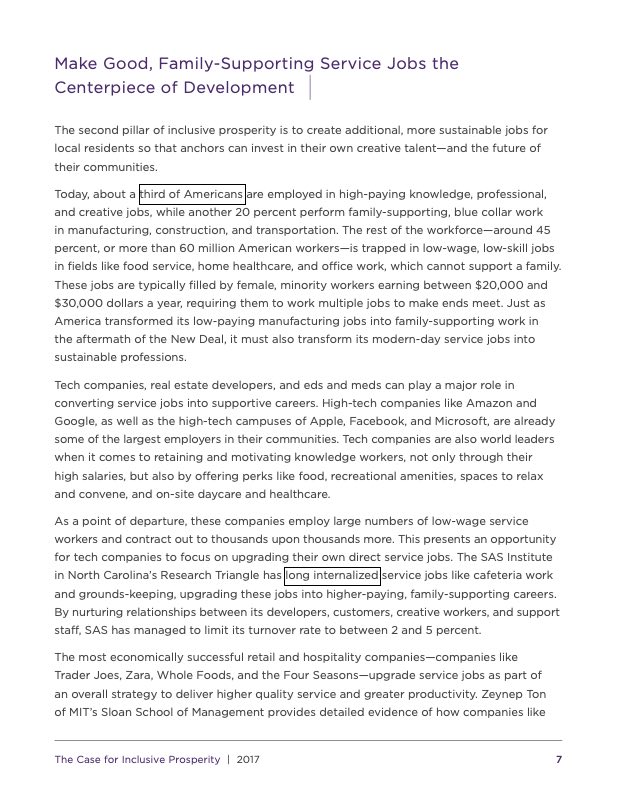 Make Good, Family-Supporting Service Jobs the
Centerpiece of Development
The second pillar of inclusive prosperity is to create additional, more sustainable jobs for
local residents so that anchors can invest in their own creative talent—and the future of
their communities.
Today, about a third of Americans are employed in high-paying knowledge, professional,
and creative jobs, while another 20 percent perform family-supporting, blue collar work
in manufacturing, construction, and transportation. The rest of the workforce—around 45
percent, or more than 60 million American workers—is trapped in low-wage, low-skill jobs
in fields like food service, home healthcare, and office work, which cannot support a family.
These jobs are typically filled by female, minority workers earning between $20,000 and
$30,000 dollars a year, requiring them to work multiple jobs to make ends meet. Just as
America transformed its low-paying manufacturing jobs into family-supporting work in
the aftermath of the New Deal, it must also transform its modern-day service jobs into
sustainable professions.
Tech companies, real estate developers, and eds and meds can play a major role in
converting service jobs into supportive careers. High-tech companies like Amazon and
Google, as well as the high-tech campuses of Apple, Facebook, and Microsoft, are already
some of the largest employers in their communities. Tech companies are also world leaders
when it comes to retaining and motivating knowledge workers, not only through their
high salaries, but also by offering perks like food, recreational amenities, spaces to relax
and convene, and on-site daycare and healthcare.
As a point of departure, these companies employ large numbers of low-wage service
workers and contract out to thousands upon thousands more. This presents an opportunity
for tech companies to focus on upgrading their own direct service jobs. The SAS Institute
in North Carolina's Research Triangle has long internalized service jobs like cafeteria work
and grounds-keeping, upgrading these jobs into higher-paying, family-supporting careers.
By nurturing relationships between its developers, customers, creative workers, and support
staff, SAS has managed to limit its turnover rate to between 2 and 5 percent.
The most economically successful retail and hospitality companies—companies like
Trader Joes, Zara, Whole Foods, and the Four Seasons—upgrade service jobs as part of
an overall strategy to deliver higher quality service and greater productivity. Zeynep Ton
of MIT's Sloan School of Management provides detailed evidence of how companies like
The Case for Inclusive Prosperity | 2017 7